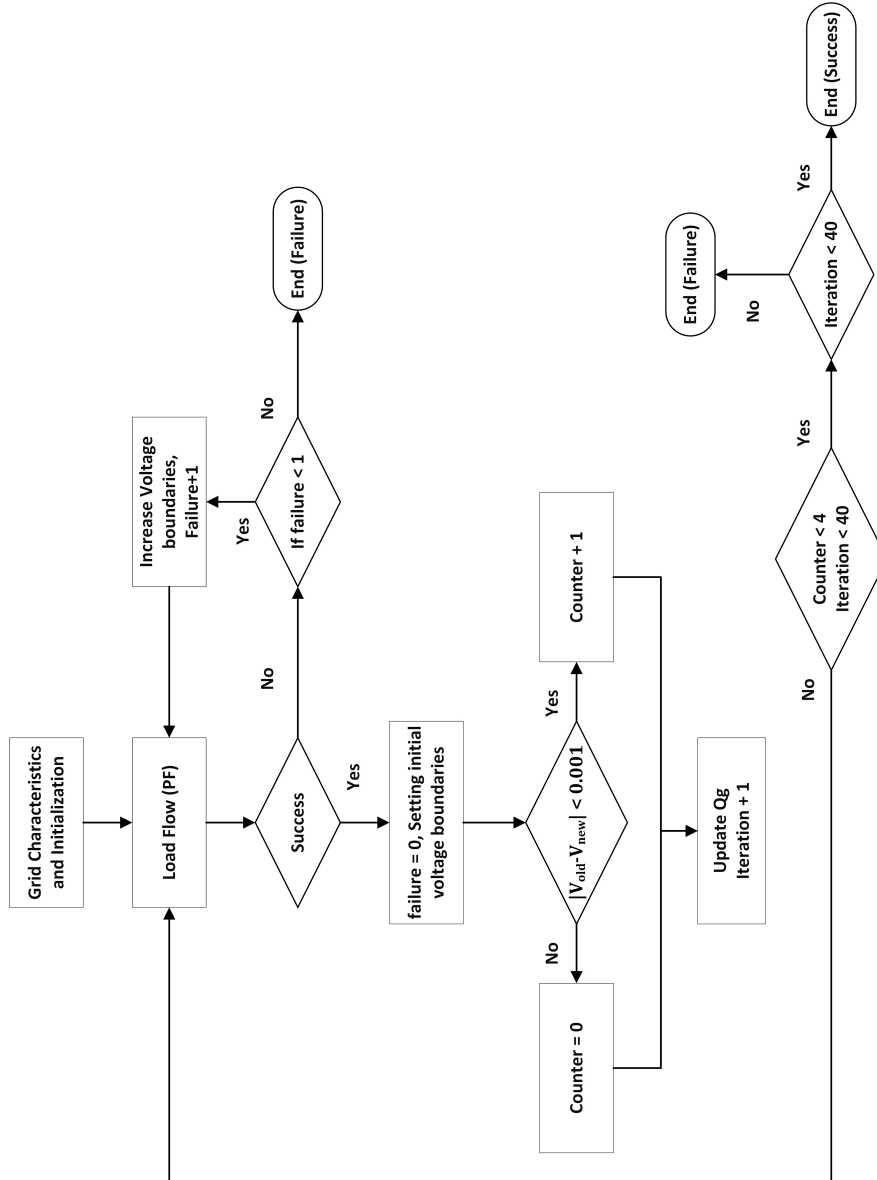 Grid Characteristics
and Initialization
Load Flow (PF)
Increase Voltage
boundaries,
Failure+1
Success
No
If failure < 1
Yes
No
End (Failure)
Yes
failure = 0, Setting initial
voltage boundaries
|Vold-Vnew| < 0.001
No
Yes
Counter = 0
Counter + 1
Update Qg
Iteration + 1
No
Counter < 4
Iteration < 40
Yes
Iteration < 40
No
End (Failure)
Yes
End (Success)